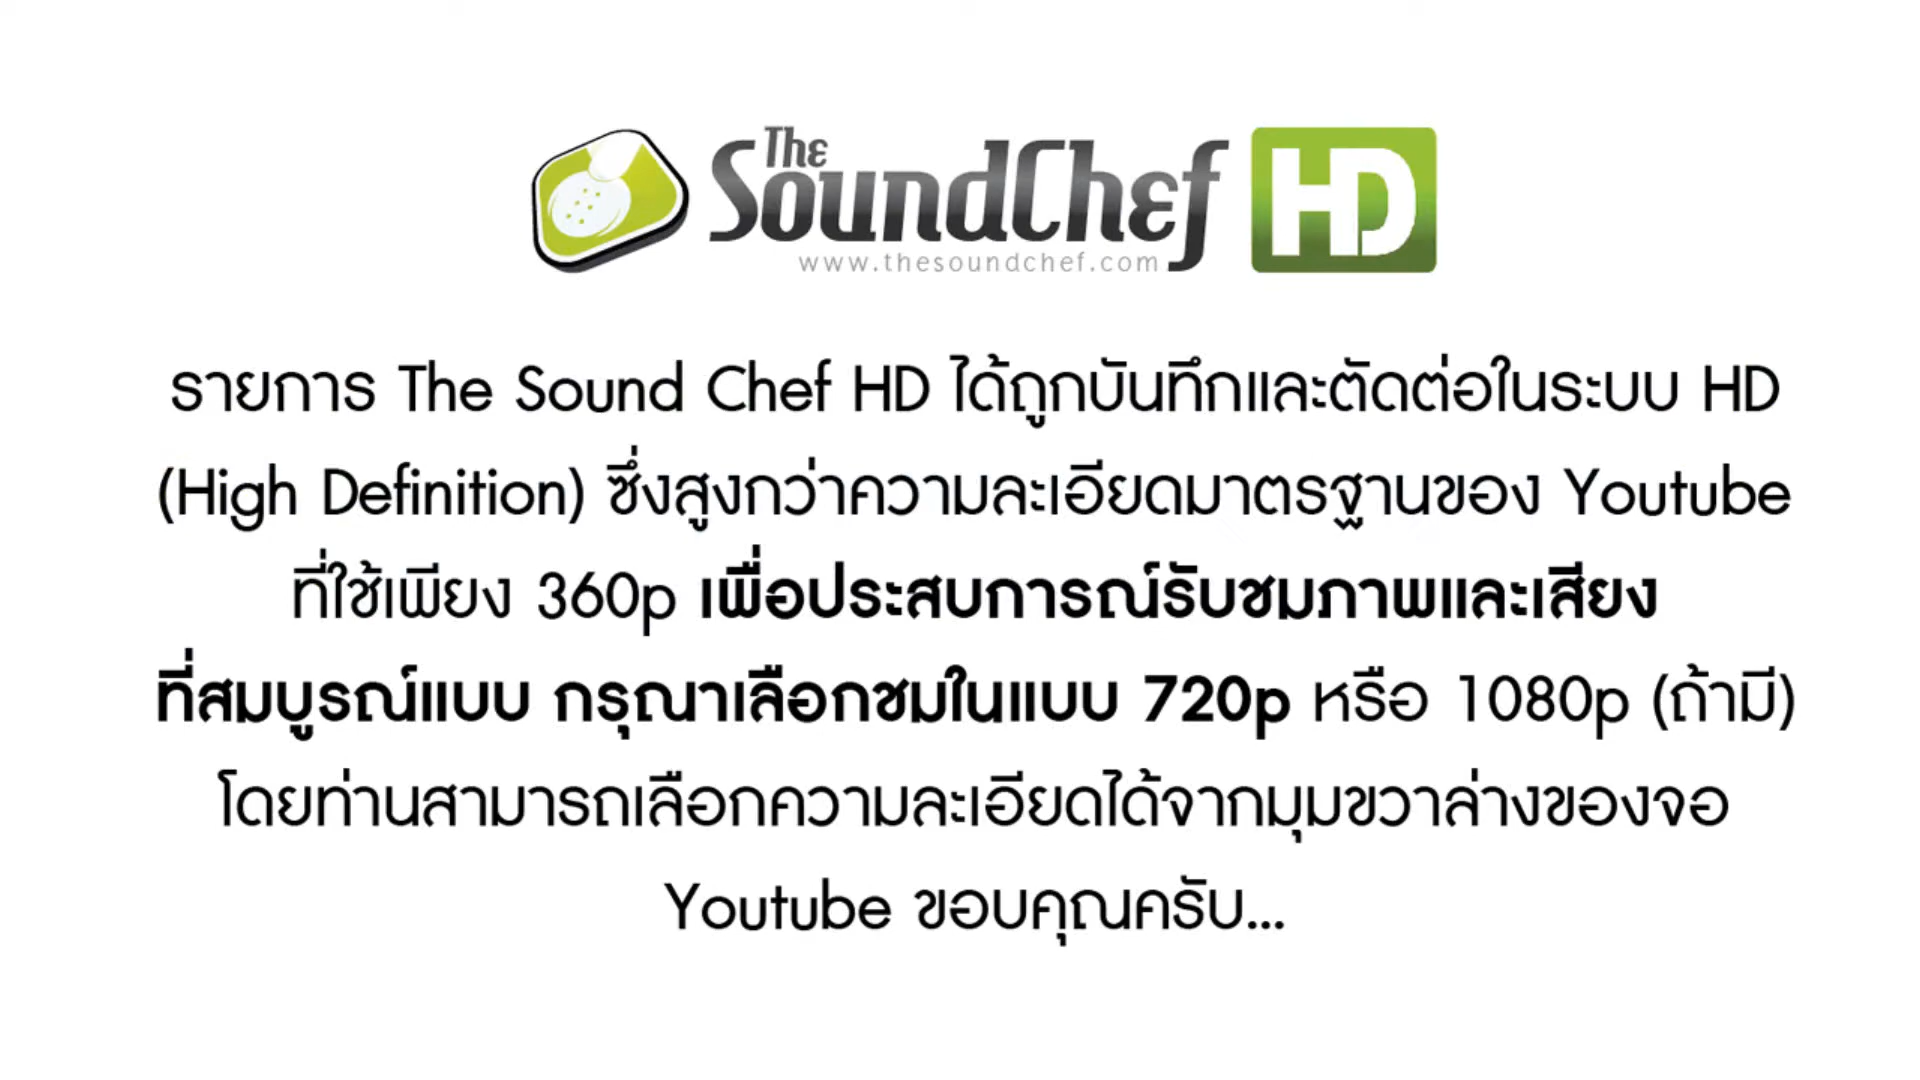 The SoundChef HD
www.thesoundchef.com
รายการ The Sound Chef HD ได้ถูกบันทึกและตัดต่อในระบบ HD
(High Definition) ซึ่งสูงกว่าความละเอียดมาตรฐานของ Youtube
ที่ใช้เพียง 360p เพื่อประสบการณ์รับชมภาพและเสียง
ที่สมบูรณ์แบบ กรุณาเลือกชมในแบบ 720p หรือ 1080p (ถ้ามี)
โดยท่านสามารถเลือกความละเอียดได้จากมุมขวาล่างของจอ
Youtube ขอบคุณครับ...